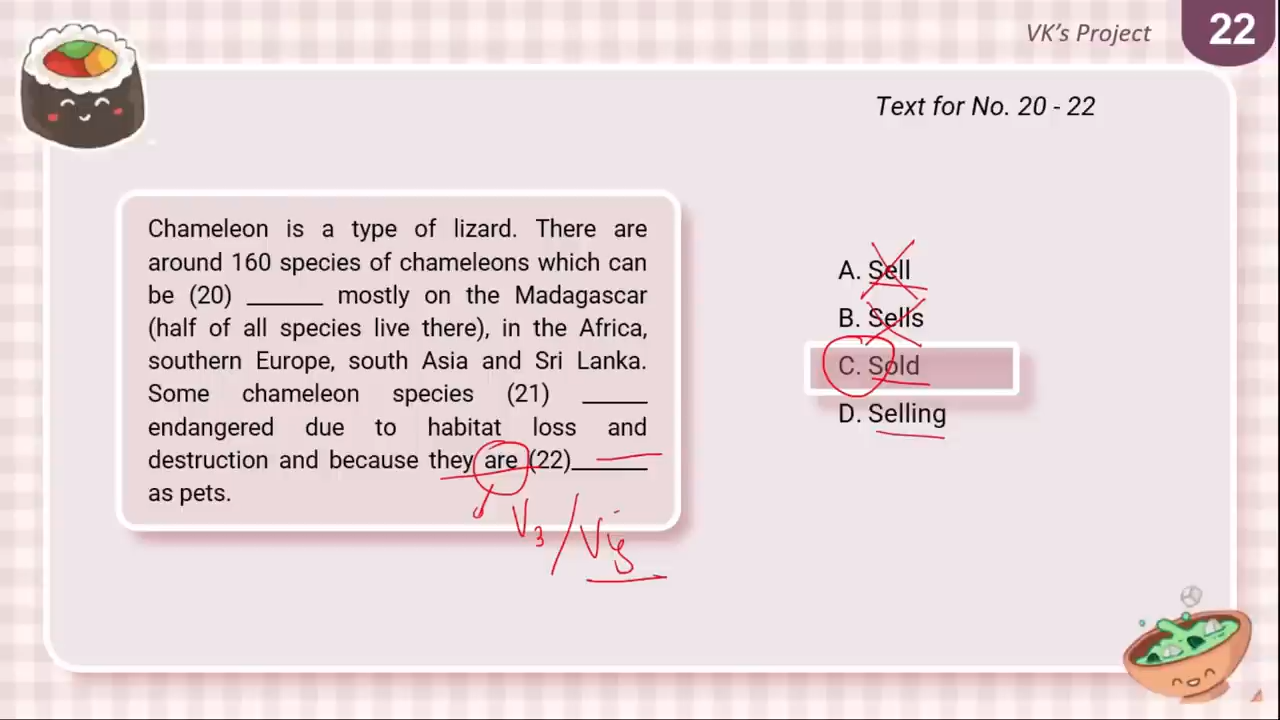 VK's Project
22
Text for No. 20 - 22
Chameleon is a type of lizard. There are
around 160 species of chameleons which can
be (20) ______ mostly on the Madagascar
(half of all species live there), in the Africa,
southern Europe, south Asia and Sri Lanka.
Some chameleon species (21) _____
endangered due to habitat loss and
destruction and because they are (22)______
as pets.
V3 / Ving
A. Sell
B. Sells
C. Sold
D. Selling